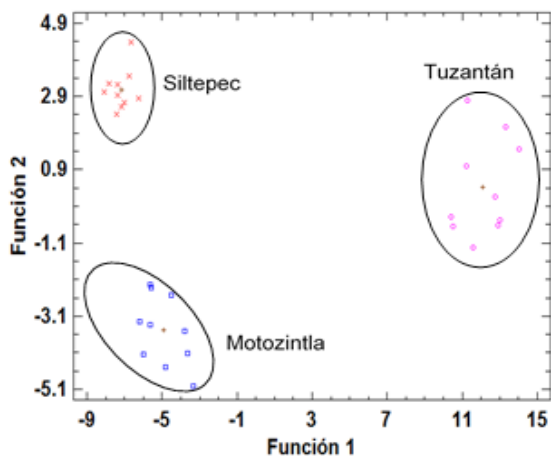 4.9
2.9
0.9
-1.1
-3.1
-5.1
Función 2
Siltepec
Tuzantán
Motozintla
-9
-5
-1
3
7
11
15
Función 1